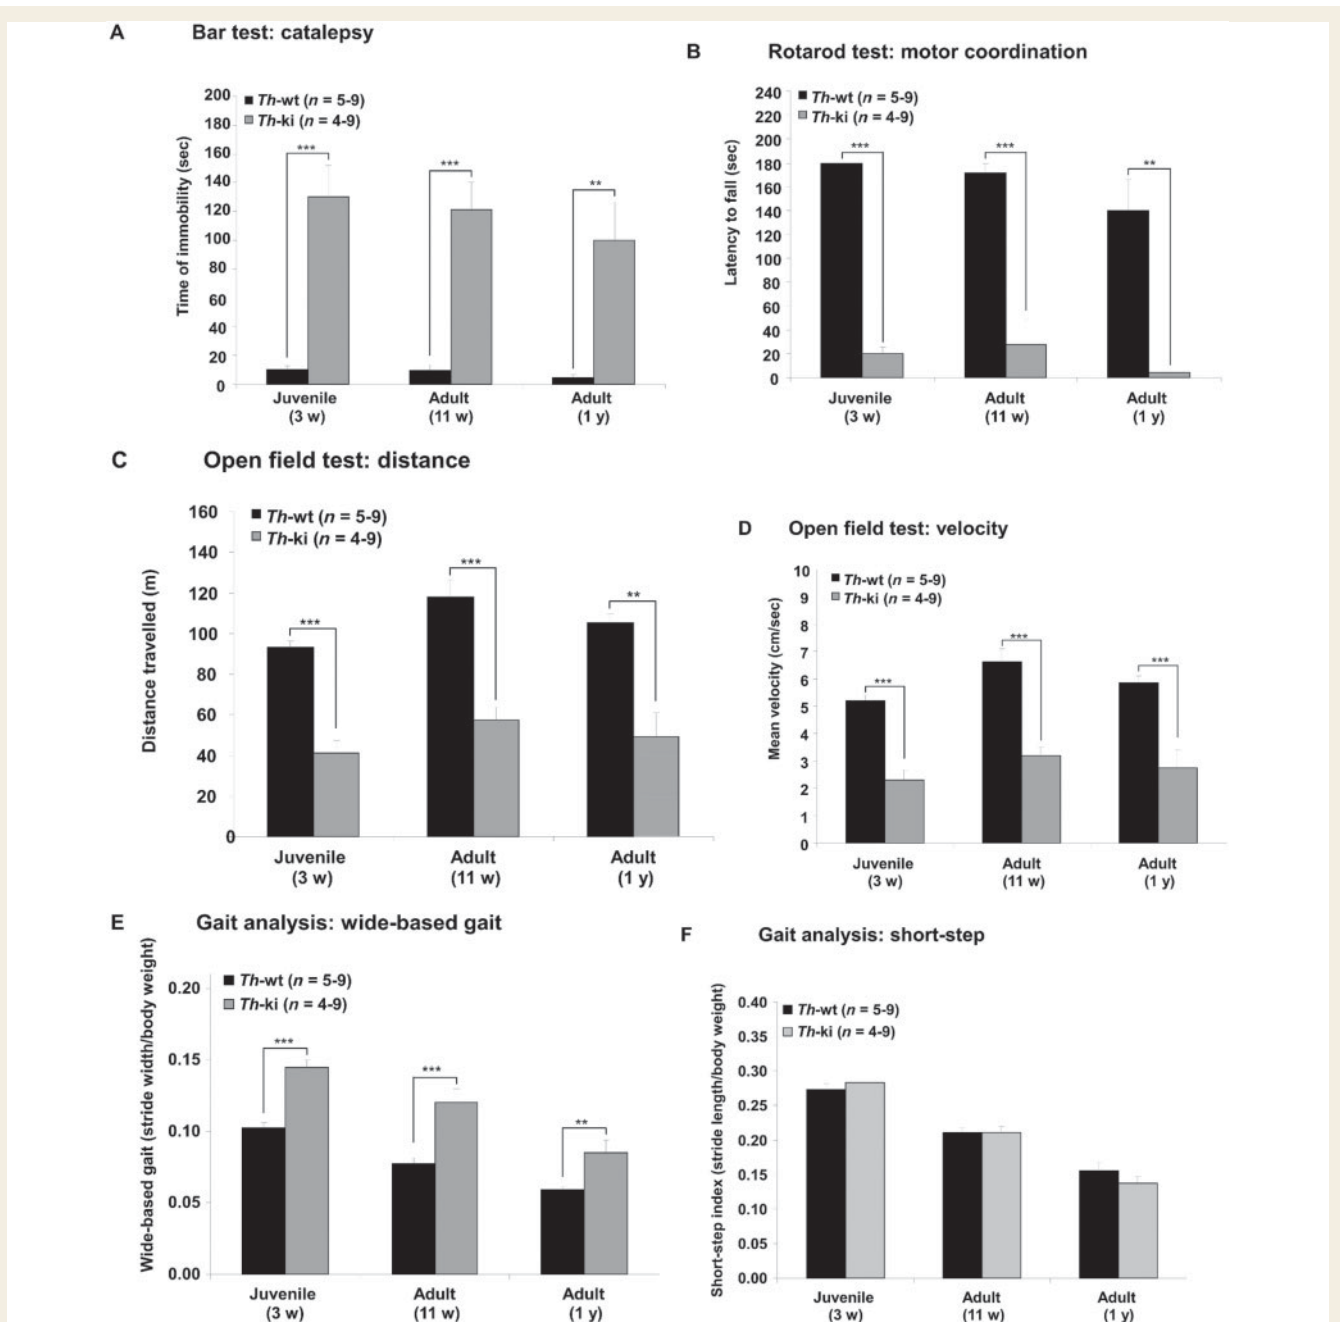 A Bar test: catalepsy
Time of immobility (sec)
200
180
160
140
120
100
80
60
40
20
0
Th-wt (n = 5-9)
Th-ki (n = 4-9)
***
***
**
Juvenile Adult Adult
(3 w) (11 w) (1 y)
B Rotarod test: motor coordination
Latency to fall (sec)
240
220
200
180
160
140
120
100
80
60
40
20
0
Th-wt (n = 5-9)
Th-ki (n = 4-9)
***
***
**
Juvenile Adult Adult
(3 w) (11 w) (1 y)
C Open field test: distance
Distance travelled (m)
160
140
120
100
80
60
40
20
0
Th-wt (n = 5-9)
Th-ki (n = 4-9)
***
***
**
Juvenile Adult Adult
(3 w) (11 w) (1 y)
D Open field test: velocity
Mean velocity (cm/sec)
10
9
8
7
6
5
4
3
2
1
0
Th-wt (n = 5-9)
Th-ki (n = 4-9)
***
***
***
Juvenile Adult Adult
(3 w) (11 w) (1 y)
E Gait analysis: wide-based gait
Wide-based gait (stride width/body weight)
0.20
0.15
0.10
0.05
0.00
Th-wt (n = 5-9)
Th-ki (n = 4-9)
***
***
**
Juvenile Adult Adult
(3 w) (11 w) (1 y)
F Gait analysis: short-step
Short-step index (stride length/body weight)
0.40
0.35
0.30
0.25
0.20
0.15
0.10
0.05
0.00
Th-wt (n = 5-9)
Th-ki (n = 4-9)
Juvenile Adult Adult
(3 w) (11 w) (1 y)